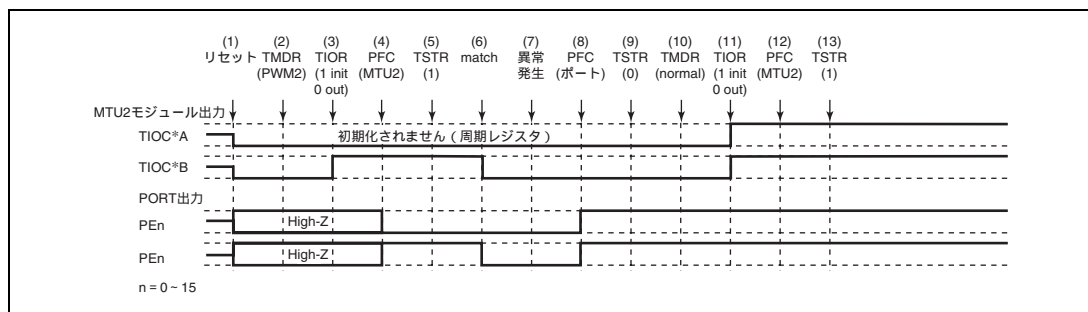 (1) (2) (3) (4) (5) (6) (7) (8) (9) (10) (11) (12) (13)
リセット TMDR TIOR PFC TSTR match 異常 PFC TSTR TMDR TIOR PFC TSTR
(PWM2) (1 init (MTU2) (1) 発生 (ポート) (0) (normal) (1 init (MTU2) (1)
0 out) 0 out)
MTU2モジュール出力
TIOC*A 初期化されません(周期レジスタ)
TIOC*B
PORT出力
PEn High-Z
PEn High-Z
n = 0 ~ 15